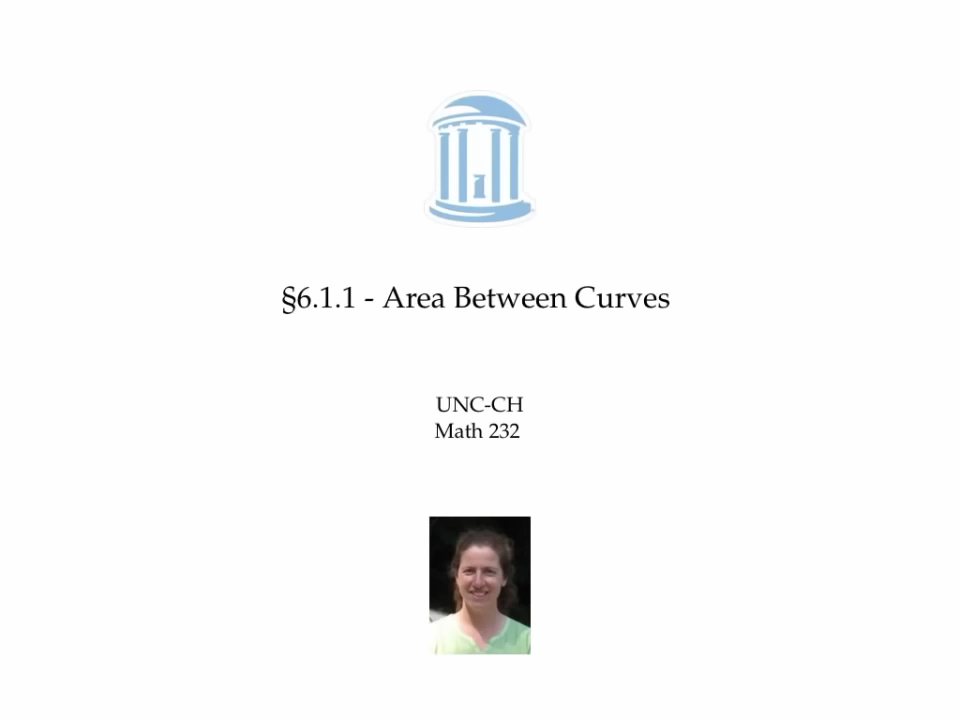 §6.1.1 - Area Between Curves
UNC-CH
Math 232